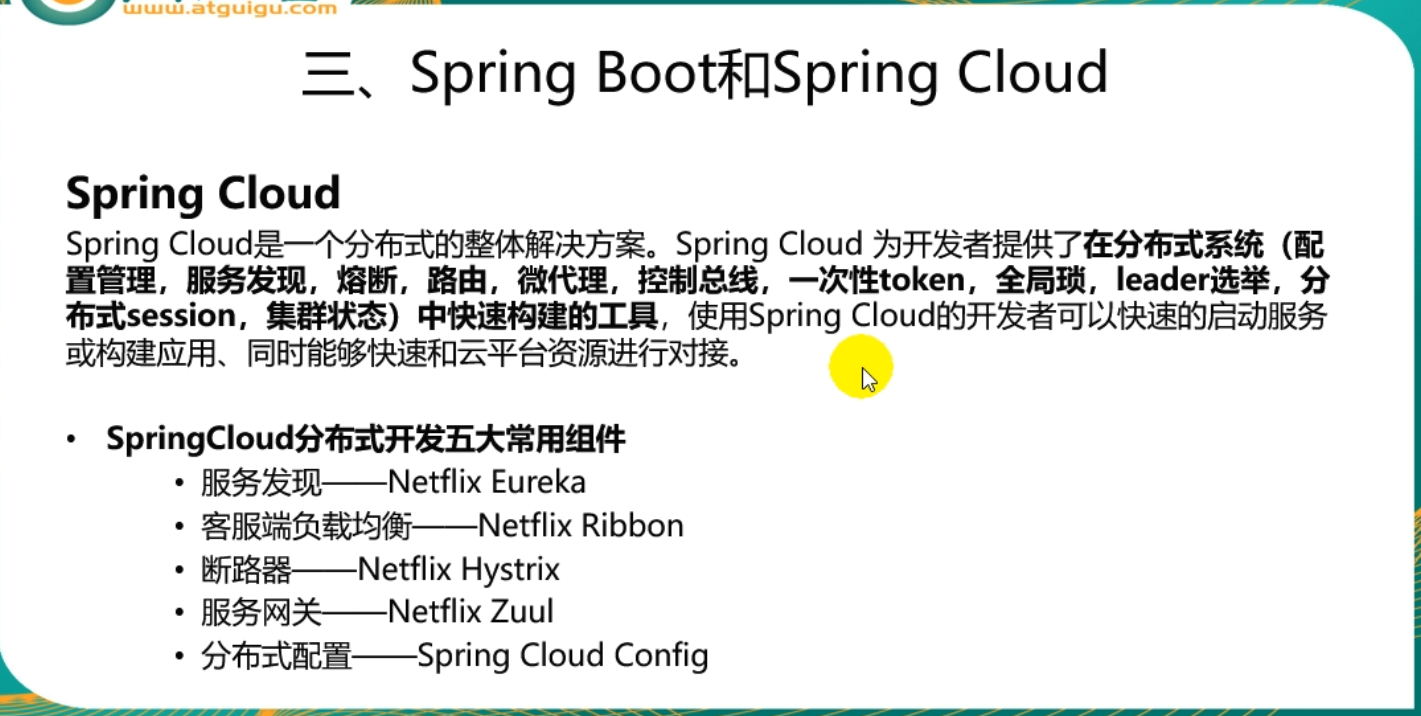 www.atguigu.com
三、Spring Boot和Spring Cloud
Spring Cloud
Spring Cloud是一个分布式的整体解决方案。Spring Cloud 为开发者提供了在分布式系统（配
置管理，服务发现，熔断，路由，微代理，控制总线，一次性token，全局琐，leader选举，分
布式session，集群状态）中快速构建的工具，使用Spring Cloud的开发者可以快速的启动服务
或构建应用、同时能够快速和云平台资源进行对接。
• SpringCloud分布式开发五大常用组件
• 服务发现——Netflix Eureka
• 客服端负载均衡——Netflix Ribbon
• 断路器——Netflix Hystrix
• 服务网关——Netflix Zuul
• 分布式配置——Spring Cloud Config